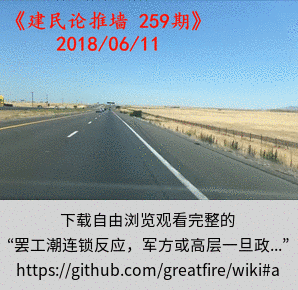 《建民论推墙 259期》
2018/06/11
下载自由浏览观看完整的
“罢工潮连锁反应，军方或高层一旦政...”
https://github.com/greatfire/wiki#a